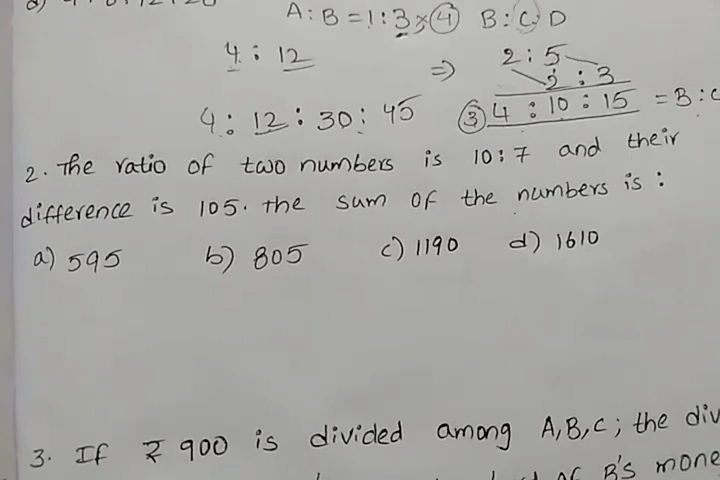 A:B=1:3×4 B:C:D
4:12 ⇒ 2:5
2:3
4:12:30:45 ③ 4:10:15 = B:C
2. The ratio of two numbers is 10:7 and their
difference is 105. the sum of the numbers is:
a) 595 b) 805 c) 1190 d) 1610
3. If ₹ 900 is divided among A,B,C; the div
of B's mone